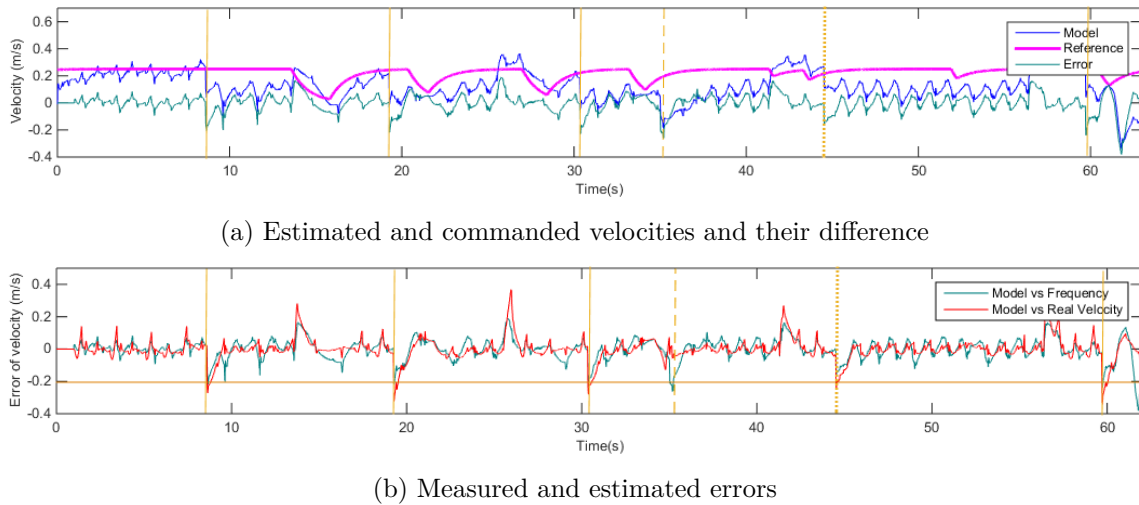 0.6
0.4
0.2
0
-0.2
-0.4
Velocity (m/s)
Model
Reference
Error
0 10 20 30 40 50 60
Time(s)
(a) Estimated and commanded velocities and their difference
0.4
0.2
0
-0.2
-0.4
Error of velocity (m/s)
Model vs Frequency
Model vs Real Velocity
0 10 20 30 40 50 60
Time(s)
(b) Measured and estimated errors